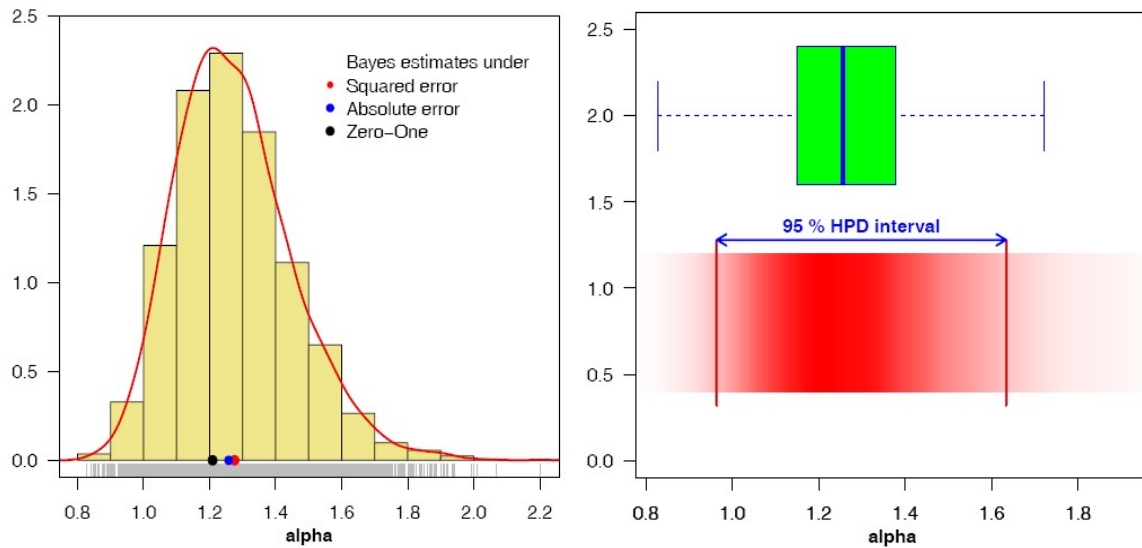 2.5
2.0
1.5
1.0
0.5
0.0
Bayes estimates under
Squared error
Absolute error
Zero−One
0.8 1.0 1.2 1.4 1.6 1.8 2.0 2.2
alpha
2.5
2.0
1.5
1.0
0.5
0.0
95 % HPD interval
0.8 1.0 1.2 1.4 1.6 1.8
alpha